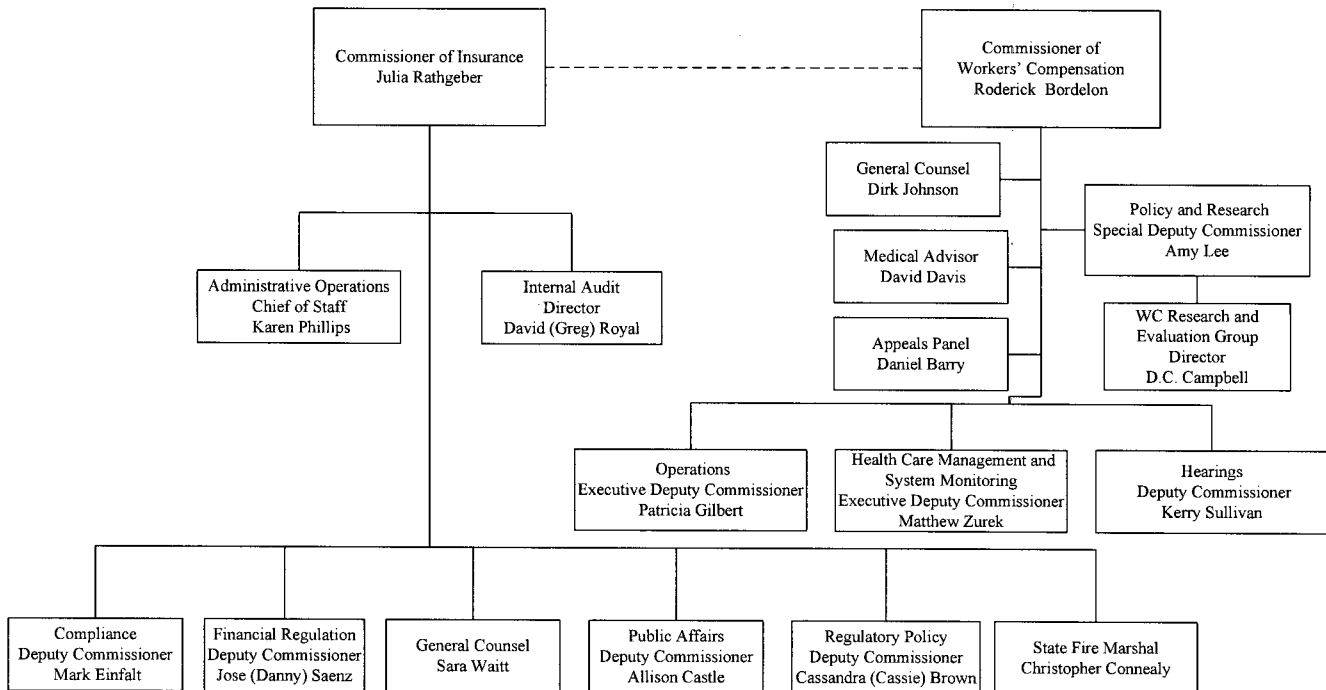 Commissioner of Insurance
Julia Rathgeber
Commissioner of
Workers' Compensation
Roderick Bordelon
General Counsel
Dirk Johnson
Policy and Research
Special Deputy Commissioner
Amy Lee
Medical Advisor
David Davis
Administrative Operations
Chief of Staff
Karen Phillips
Internal Audit
Director
David (Greg) Royal
WC Research and
Evaluation Group
Director
D.C. Campbell
Appeals Panel
Daniel Barry
Operations
Executive Deputy Commissioner
Patricia Gilbert
Health Care Management and
System Monitoring
Executive Deputy Commissioner
Matthew Zurek
Hearings
Deputy Commissioner
Kerry Sullivan
Compliance
Deputy Commissioner
Mark Einfalt
Financial Regulation
Deputy Commissioner
Jose (Danny) Saenz
General Counsel
Sara Waitt
Public Affairs
Deputy Commissioner
Allison Castle
Regulatory Policy
Deputy Commissioner
Cassandra (Cassie) Brown
State Fire Marshal
Christopher Connealy